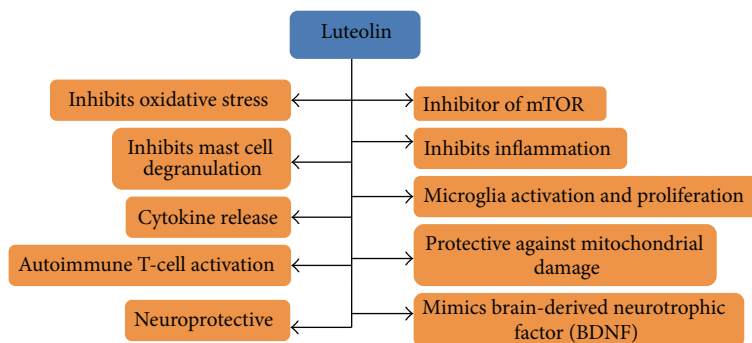 Luteolin
Inhibits oxidative stress
Inhibits mast cell
degranulation
Cytokine release
Autoimmune T-cell activation
Neuroprotective
Inhibitor of mTOR
Inhibits inflammation
Microglia activation and proliferation
Protective against mitochondrial
damage
Mimics brain-derived neurotrophic
factor (BDNF)